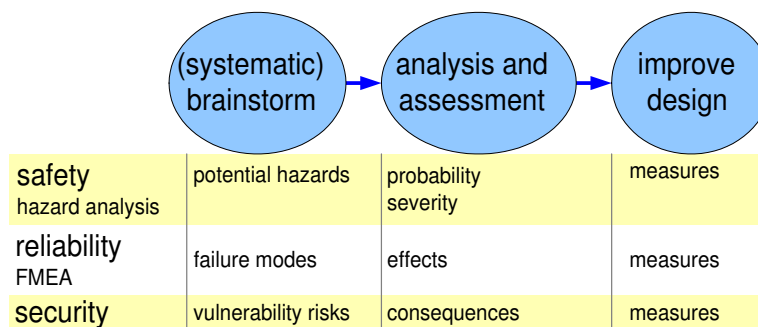 (systematic)
brainstorm
analysis and
assessment
improve
design
safety
hazard analysis
potential hazards
probability
severity
measures
reliability
FMEA
failure modes
effects
measures
security
vulnerability risks
consequences
measures